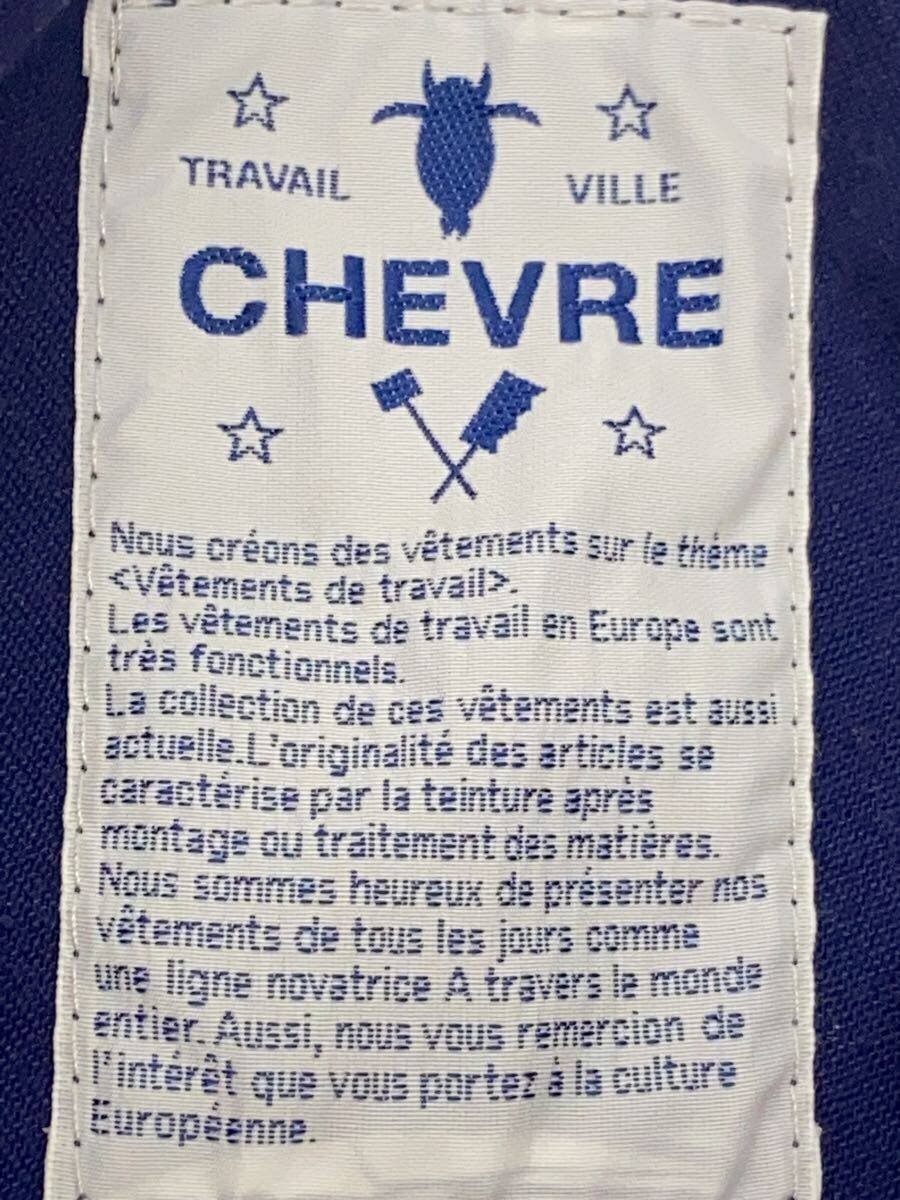 TRAVAIL VILLE
CHEVRE
Nous créons des vêtements sur le thème
<Vêtements de travail>.
Les vêtements de travail en Europe sont
très fonctionnels.
La collection de ces vêtements est aussi
actuelle.L'originalité des articles se
caractérise par la teinture après
montage ou traitement des matières.
Nous sommes heureux de présenter nos
vêtements de tous les jours comme
une ligne novatrice A travers le monde
entier. Aussi, nous vous remercion de
l'intérêt que vous portez à la culture
Européenne.